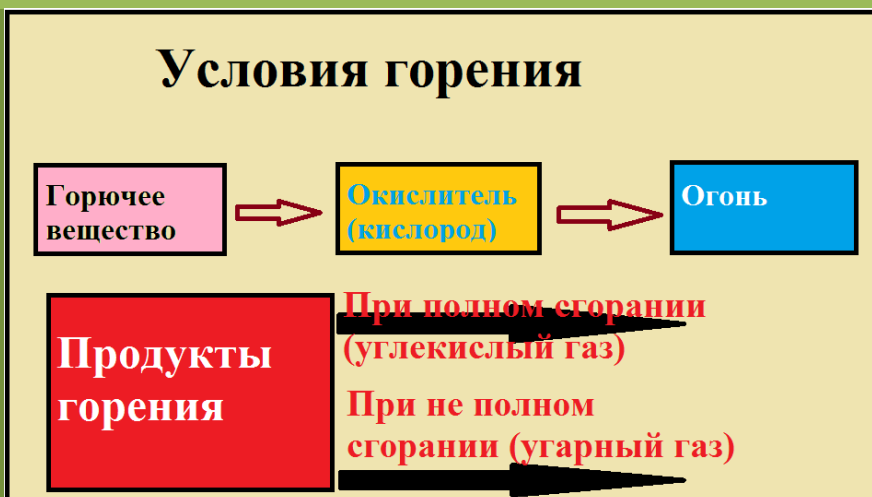 Условия горения
Горючее
вещество
Окислитель
(кислород)
Огонь
Продукты
горения
При полном сгорании
(углекислый газ)
При не полном
сгорании (угарный газ)